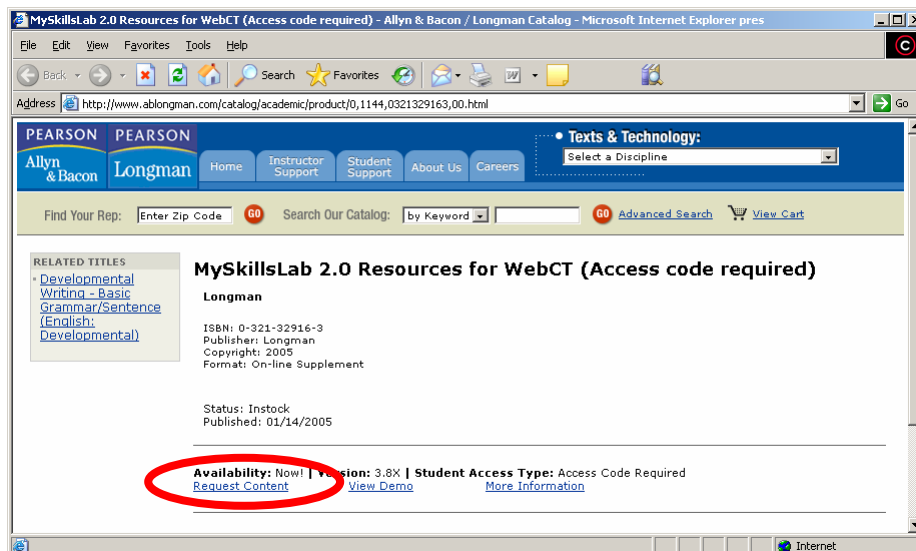 MySkillsLab 2.0 Resources for WebCT (Access code required) - Allyn & Bacon / Longman Catalog - Microsoft Internet Explorer pres
File Edit View Favorites Tools Help
Back Search Favorites
Address http://www.ablongman.com/catalog/academic/product/0,1144,0321329163,00.html Go
PEARSON PEARSON
Allyn & Bacon Longman
Home Instructor Support Student Support About Us Careers
Texts & Technology:
Select a Discipline
Find Your Rep: Enter Zip Code GO Search Our Catalog: by Keyword GO Advanced Search View Cart
RELATED TITLES
Developmental
Writing - Basic
Grammar/Sentence
(English:
Developmental)
MySkillsLab 2.0 Resources for WebCT (Access code required)
Longman
ISBN: 0-321-32916-3
Publisher: Longman
Copyright: 2005
Format: On-line Supplement
Status: Instock
Published: 01/14/2005
Availability: Now! | Version: 3.8X | Student Access Type: Access Code Required
Request Content View Demo More Information
Internet